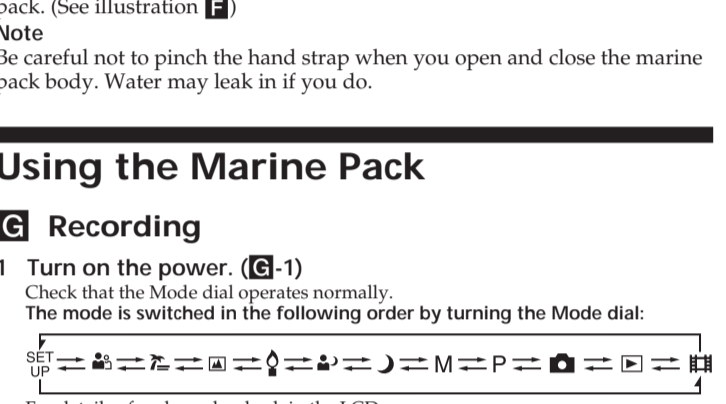 pack. (See illustration F)
Note
Be careful not to pinch the hand strap when you open and close the marine
pack body. Water may leak in if you do.
Using the Marine Pack
G Recording
1 Turn on the power. (G-1)
Check that the Mode dial operates normally.
The mode is switched in the following order by turning the Mode dial:
SET UP M P